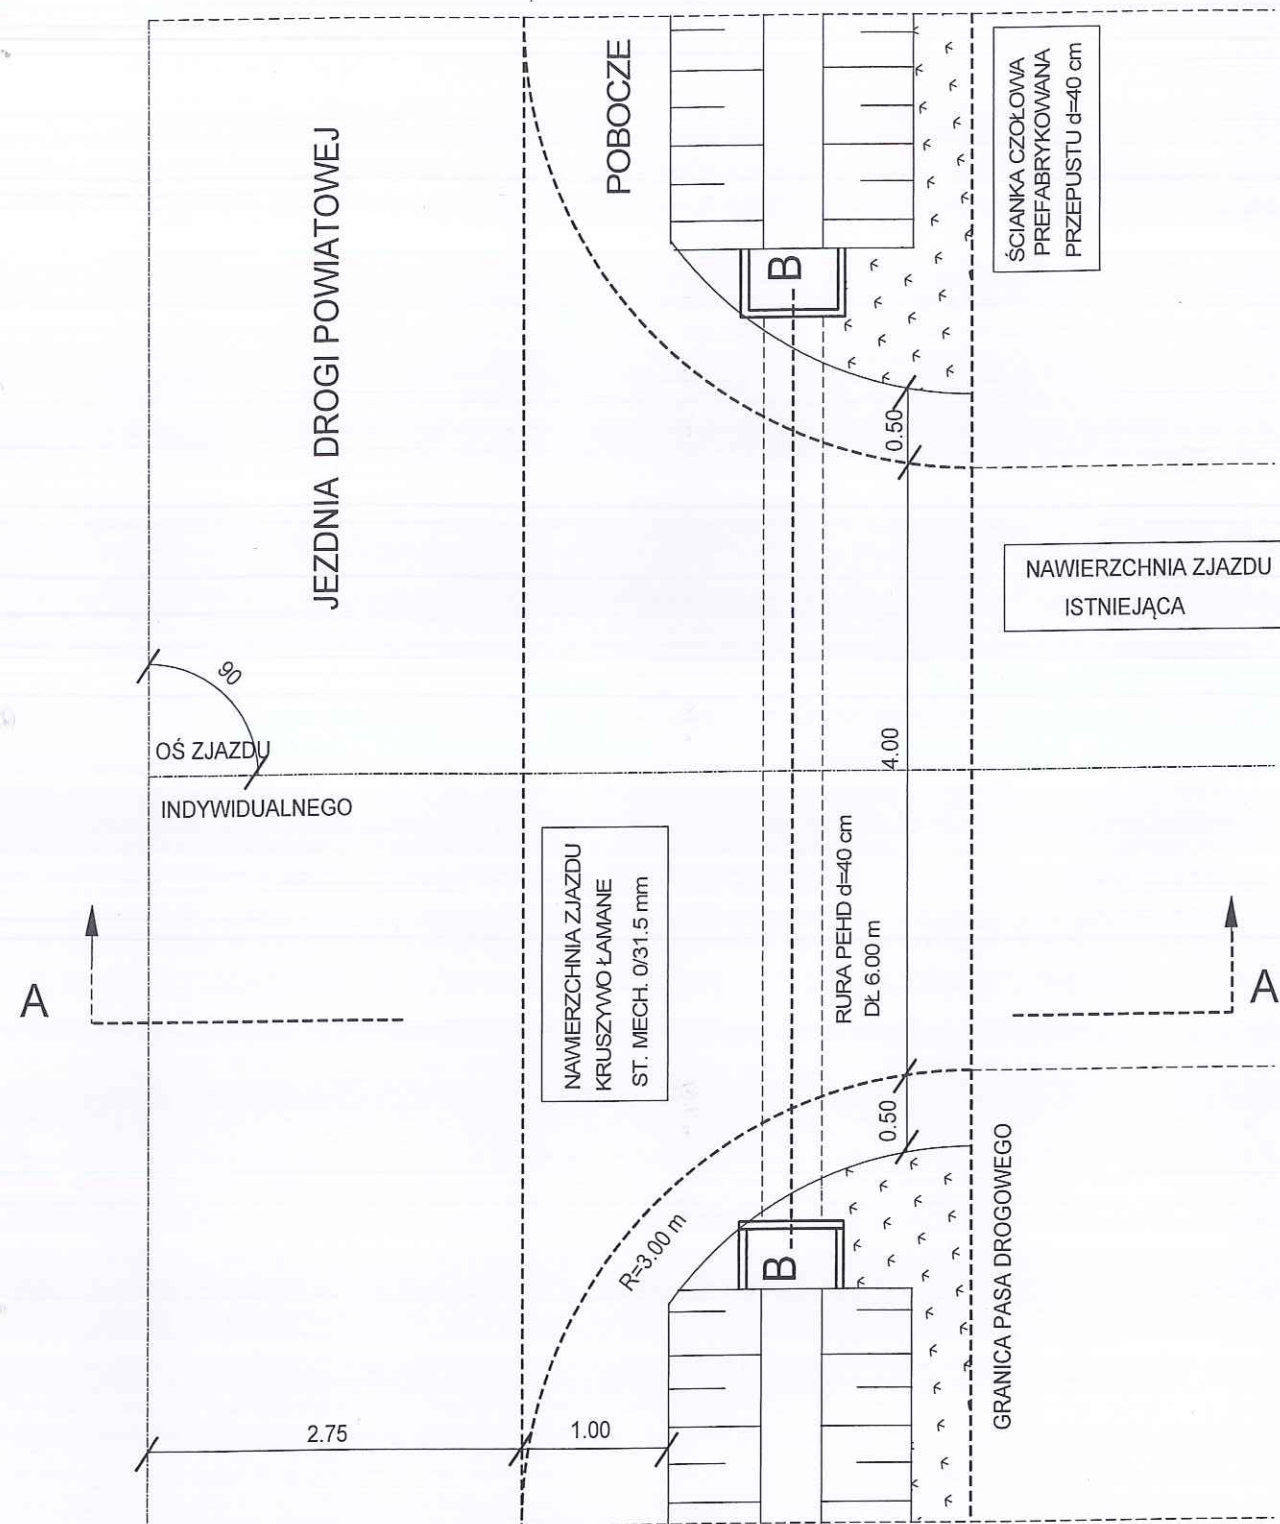 JEZDNIA DROGI POWIATOWEJ
POBOCZE
ŚCIANKA CZOŁOWA
PREFABRYKOWANA
PRZEPUSTU d=40 cm
B
0.50
NAWIERZCHNIA ZJAZDU
ISTNIEJĄCA
90
OŚ ZJAZDU
INDYWIDUALNEGO
4.00
NAWIERZCHNIA ZJAZDU
KRUSZYWO ŁAMANE
ST. MECH. 0/31.5 mm
RURA PEHD d=40 cm
DŁ 6.00 m
A
A
0.50
R=3.00 m
B
GRANICA PASA DROGOWEGO
2.75
1.00